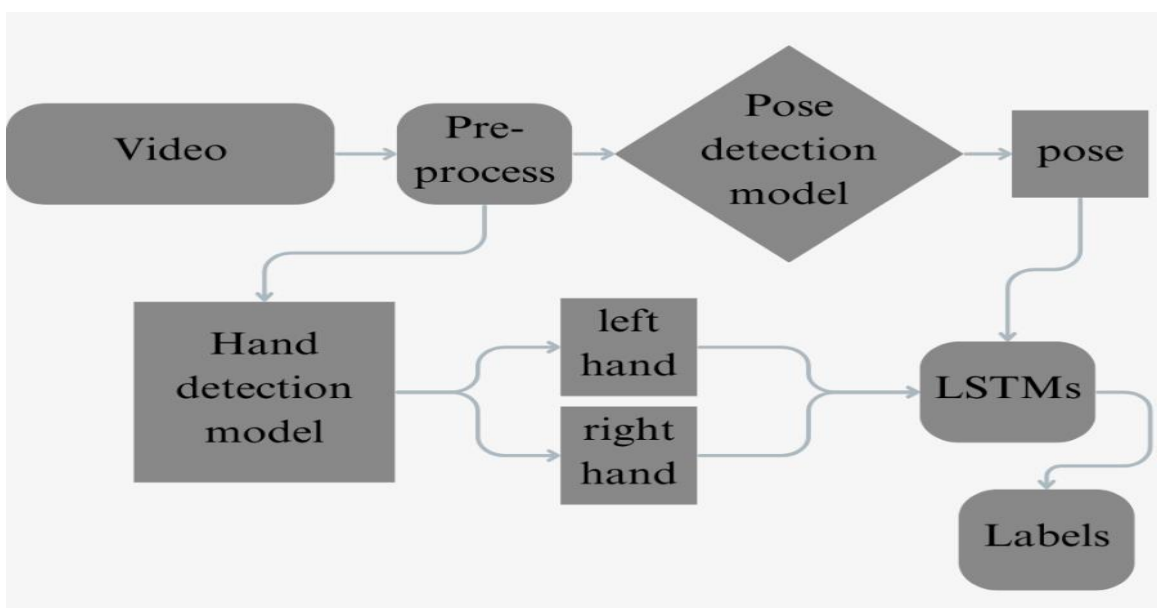 Video
Pre-
process
Pose
detection
model
pose
Hand
detection
model
left
hand
right
hand
LSTMs
Labels